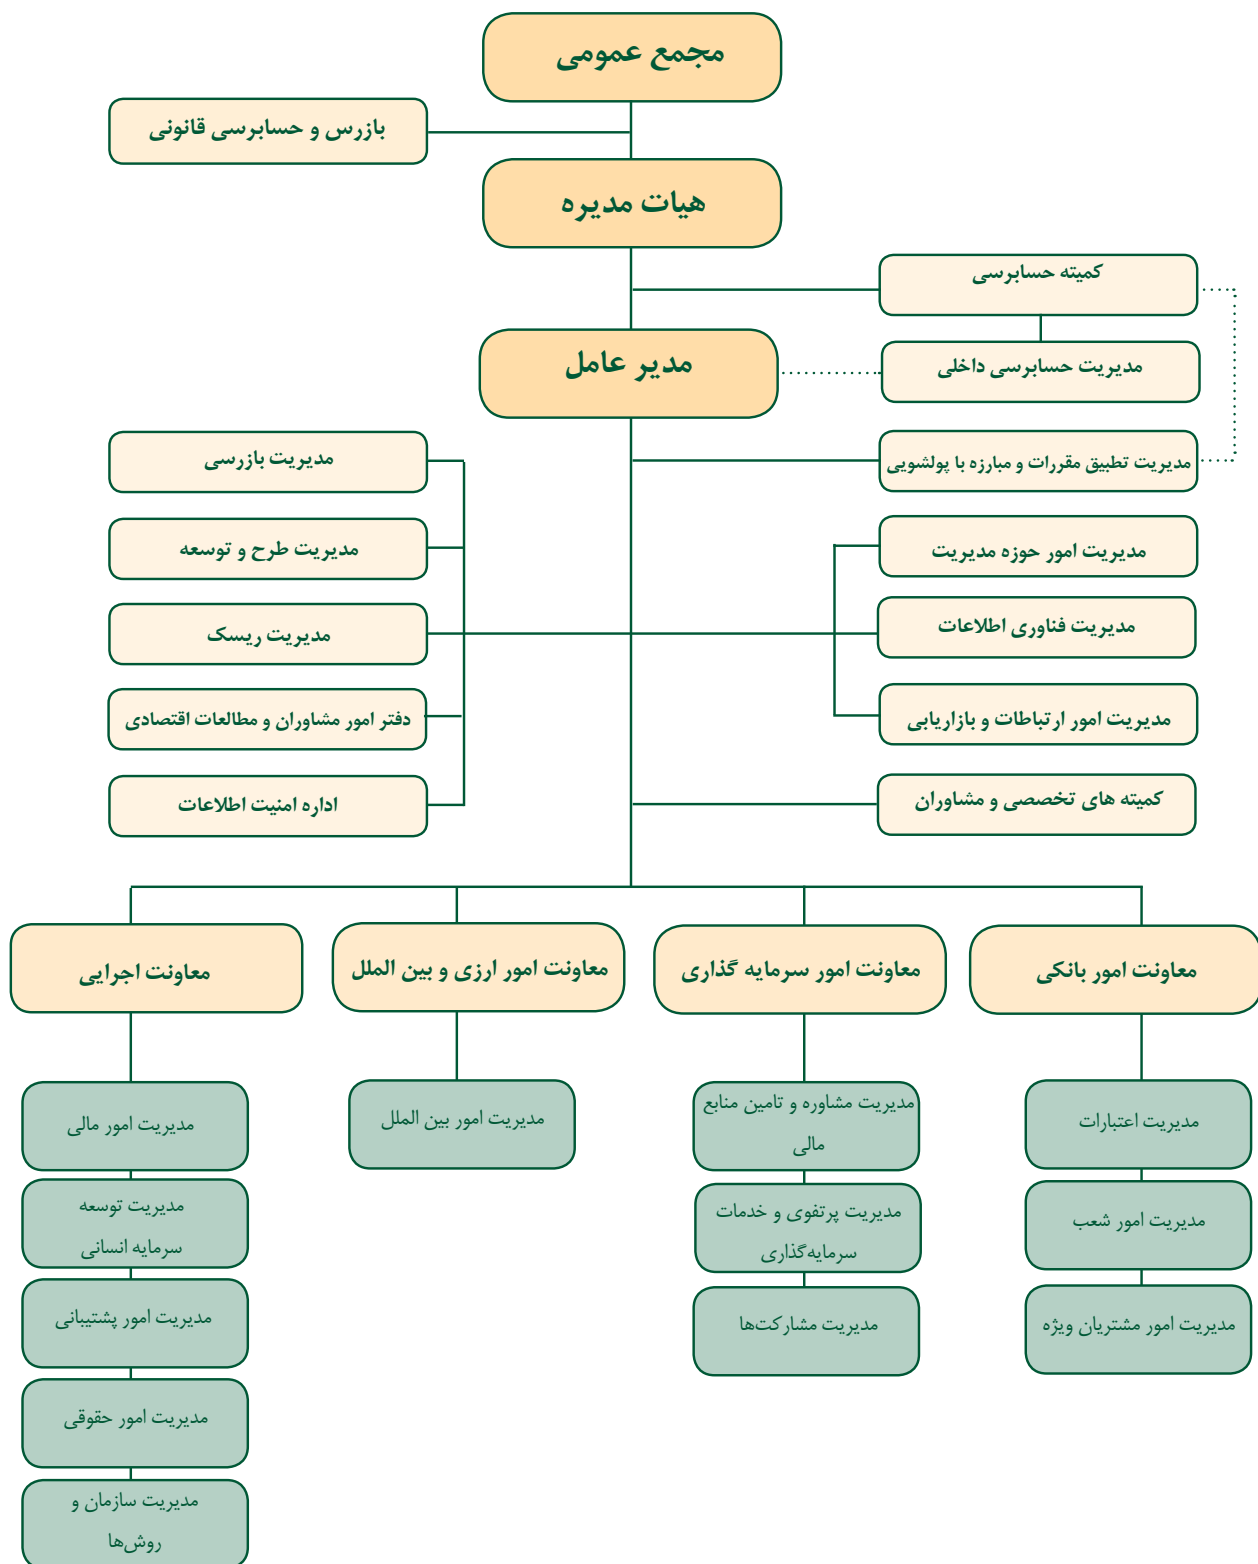 مجمع عمومی
بازرس و حسابرسی قانونی
هیات مدیره
کمیته حسابرسی
مدیر عامل
مدیریت حسابرسی داخلی
مدیریت بازرسی
مدیریت تطبیق مقررات و مبارزه با پولشویی
مدیریت امور حوزه مدیریت
مدیریت طرح و توسعه
مدیریت فناوری اطلاعات
مدیریت ریسک
مدیریت امور ارتباطات و بازاریابی
دفتر امور مشاوران و مطالعات اقتصادی
کمیته های تخصصی و مشاوران
اداره امنیت اطلاعات
معاونت امور بانکی
معاونت امور سرمایه گذاری
معاونت امور ارزی و بین الملل
معاونت اجرایی
مدیریت اعتبارات
مدیریت امور شعب
مدیریت امور مشتریان ویژه
مدیریت مشاوره و تامین منابع
مالی
مدیریت پرتفوی و خدمات
سرمایه‌گذاری
مدیریت مشارکت‌ها
مدیریت امور بین الملل
مدیریت امور مالی
مدیریت توسعه
سرمایه انسانی
مدیریت امور پشتیبانی
مدیریت امور حقوقی
مدیریت سازمان و
روش‌ها